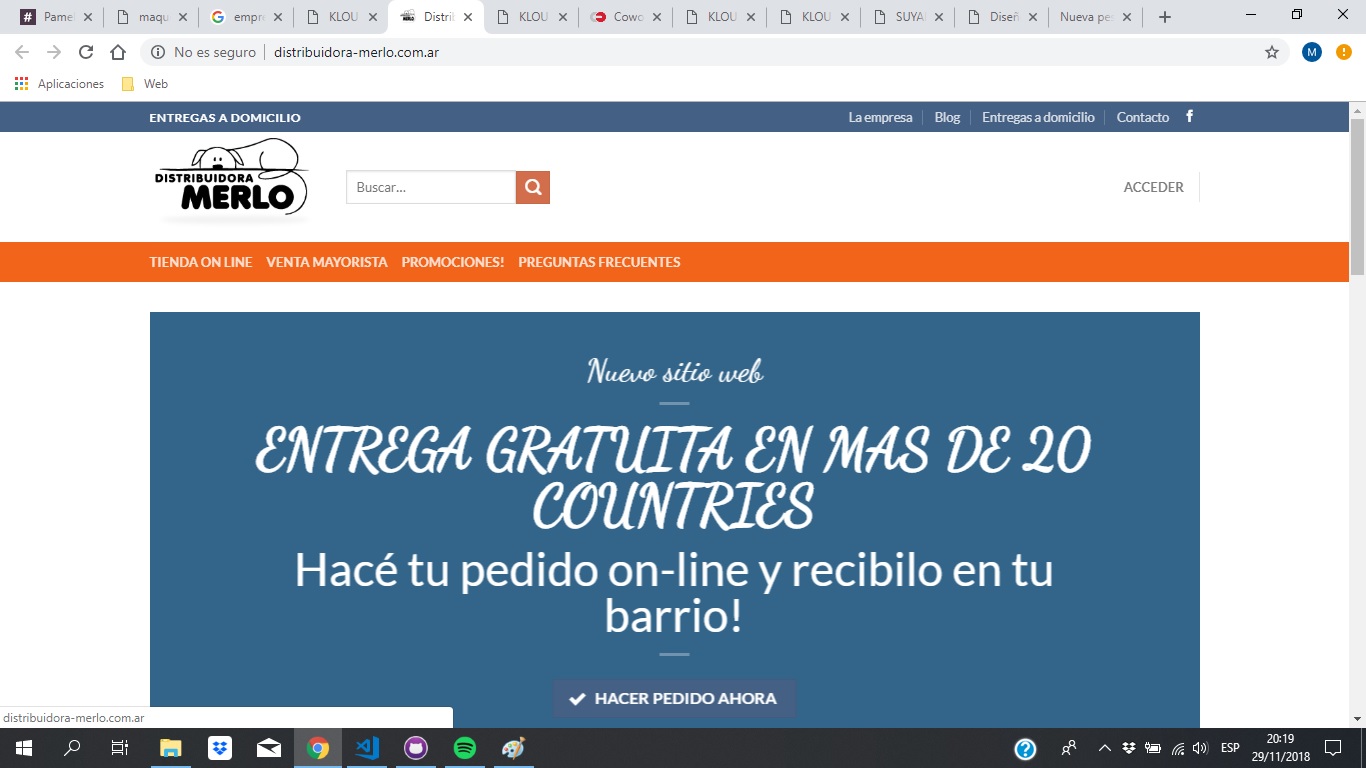 Pamel
maqu
empr
KLOU
Distrib
KLOU
Cowo
KLOU
KLOU
SUYA
Diseñ
Nueva pes
No es seguro
distribuidora-merlo.com.ar
Aplicaciones
Web
ENTREGAS A DOMICILIO
La empresa
Blog
Entregas a domicilio
Contacto
DISTRIBUIDORA
MERLO
Buscar...
ACCEDER
TIENDA ON LINE
VENTA MAYORISTA
PROMOCIONES!
PREGUNTAS FRECUENTES
Nuevo sitio web
ENTREGA GRATUITA EN MAS DE 20
COUNTRIES
Hacé tu pedido on-line y recibilo en tu
barrio!
HACER PEDIDO AHORA
distribuidora-merlo.com.ar
ESP
20:19
29/11/2018